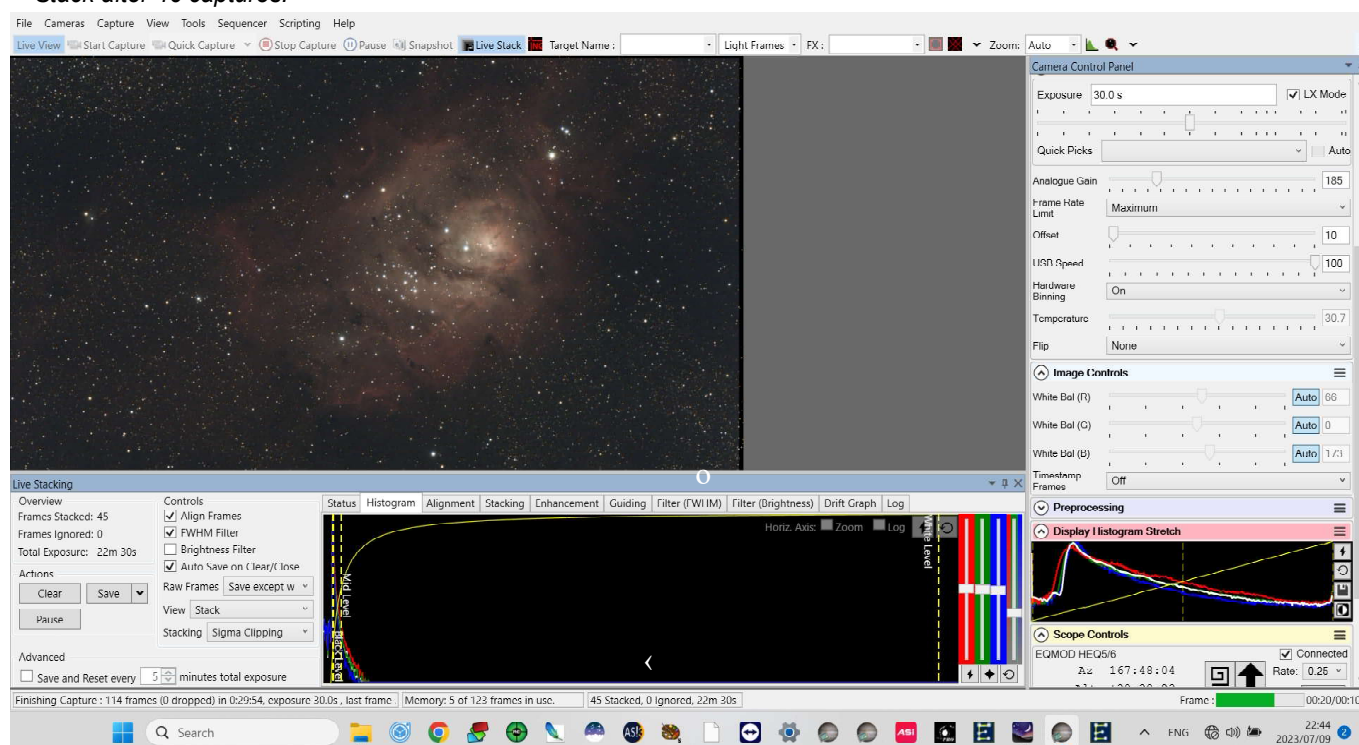 Stack after 45 captures.
File Cameras Capture View Tools Sequencer Scripting Help
Live View Start Capture Quick Capture Stop Capture Pause Snapshot Live Stack Target Name : Light Frames FX : Zoom: Auto
Camera Control Panel
Exposure 30.0 s LX Mode
Quick Picks Auto
Analogue Gain 185
Frame Rate Limit Maximum
Offset 10
USB Speed 100
Hardware Binning On
Temperature 30.7
Flip None
Image Controls
White Bal (R) Auto 66
White Bal (G) Auto 0
White Bal (B) Auto 173
Timestamp Frames Off
Preprocessing
Display Histogram Stretch
Scope Controls
EQMOD HEQ5/6 Connected
Az 167:48:04 Rate: 0.25
Live Stacking
Overview
Frames Stacked: 45
Frames Ignored: 0
Total Exposure: 22m 30s
Actions
Clear Save
Pause
Advanced
Save and Reset every 5 minutes total exposure
Controls
Align Frames
FWHM Filter
Brightness Filter
Auto Save on Clear/Close
Raw Frames Save except w
View Stack
Stacking Sigma Clipping
Status Histogram Alignment Stacking Enhancement Guiding Filter (FWHM) Filter (Brightness) Drift Graph Log
Horiz. Axis: Zoom Log
Black Level
Mid Level
White Level
Finishing Capture : 114 frames (0 dropped) in 0:29:54, exposure 30.0s , last frame Memory: 5 of 123 frames in use. 45 Stacked, 0 Ignored, 22m 30s Frame : 00:20/00:10
Search ASI ENG 22:44
2023/07/09 2